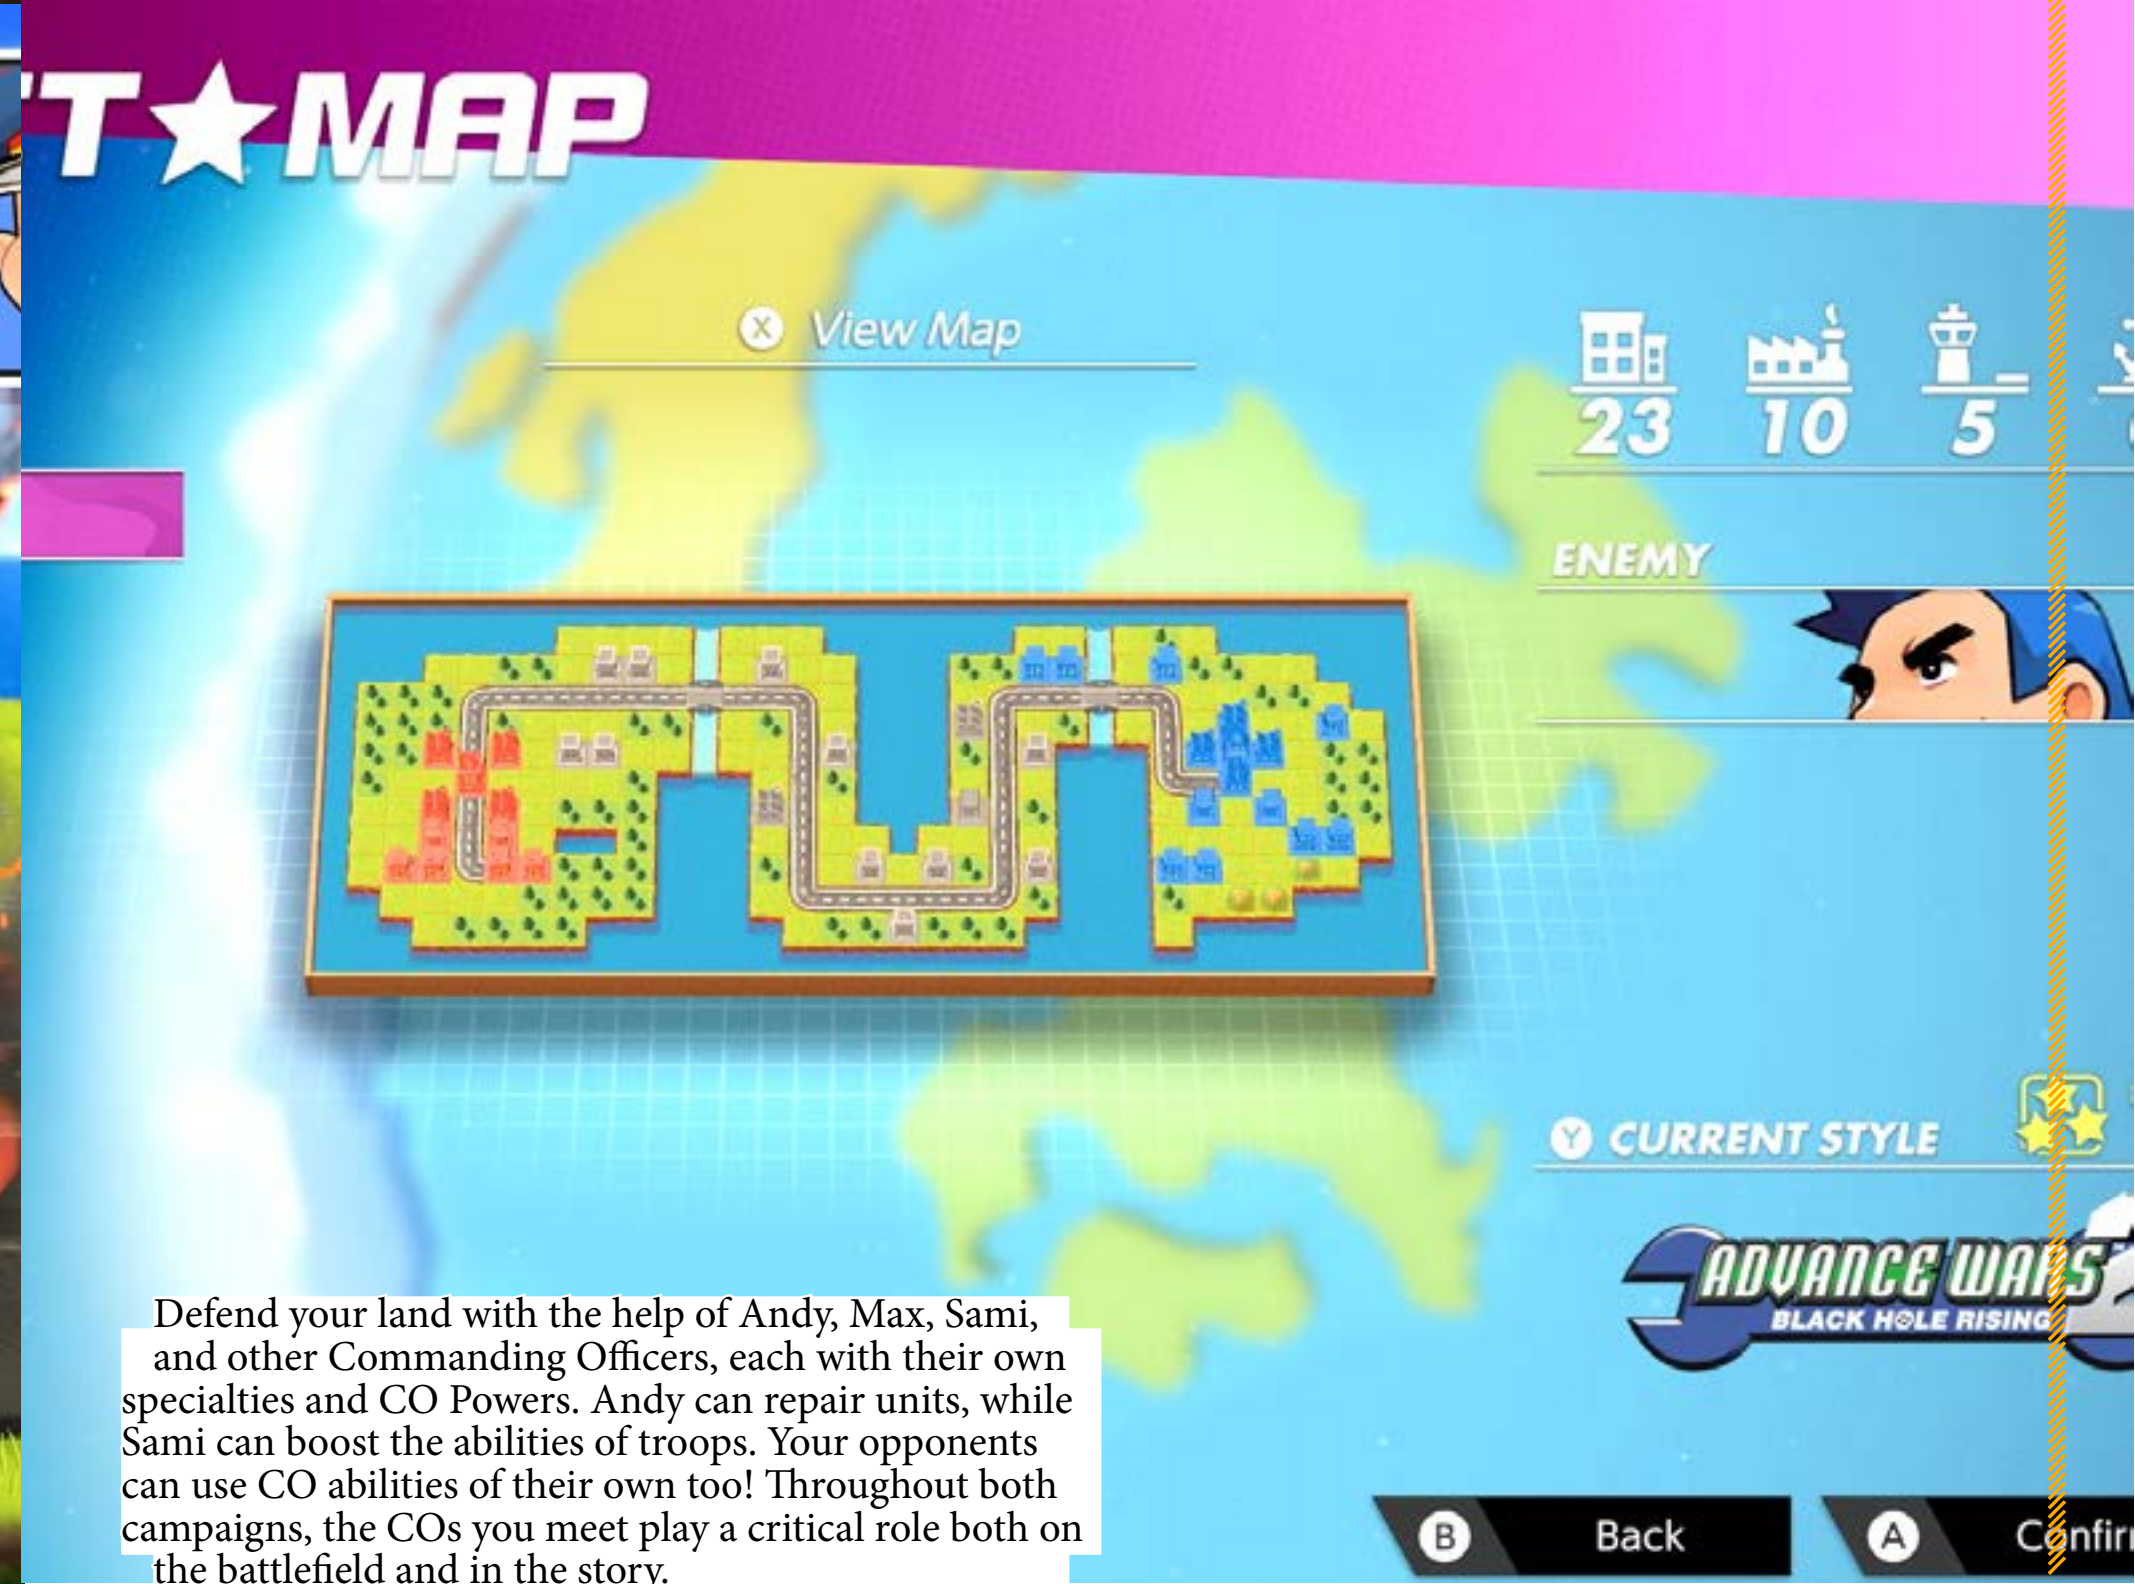 T★MAP
X View Map
23 10 5
ENEMY
Y CURRENT STYLE
ADVANCE WARS 2
BLACK HOLE RISING
Defend your land with the help of Andy, Max, Sami,
and other Commanding Officers, each with their own
specialties and CO Powers. Andy can repair units, while
Sami can boost the abilities of troops. Your opponents
can use CO abilities of their own too! Throughout both
campaigns, the COs you meet play a critical role both on
the battlefield and in the story.
B Back A Confir